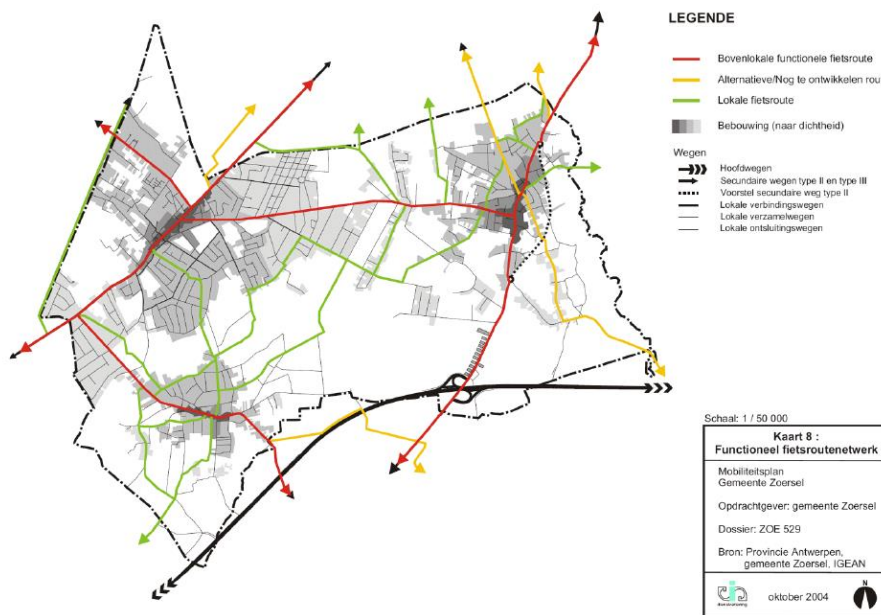 LEGENDE
Bovenlokale functionele fietsroute
Alternatieve/Nog te ontwikkelen rou
Lokale fietsroute
Bebouwing (naar dichtheid)
Wegen
Hoofdwegen
Secundaire wegen type II en type III
Voorstel secundaire weg type II
Lokale verbindingswegen
Lokale verzamelwegen
Lokale ontsluitingswegen
Schaal: 1 / 50 000
Kaart 8 :
Functioneel fietsroutenetwerk
Mobiliteitsplan
Gemeente Zoersel
Opdrachtgever: gemeente Zoersel
Dossier: ZOE 529
Bron: Provincie Antwerpen,
gemeente Zoersel, IGEAN
oktober 2004
N